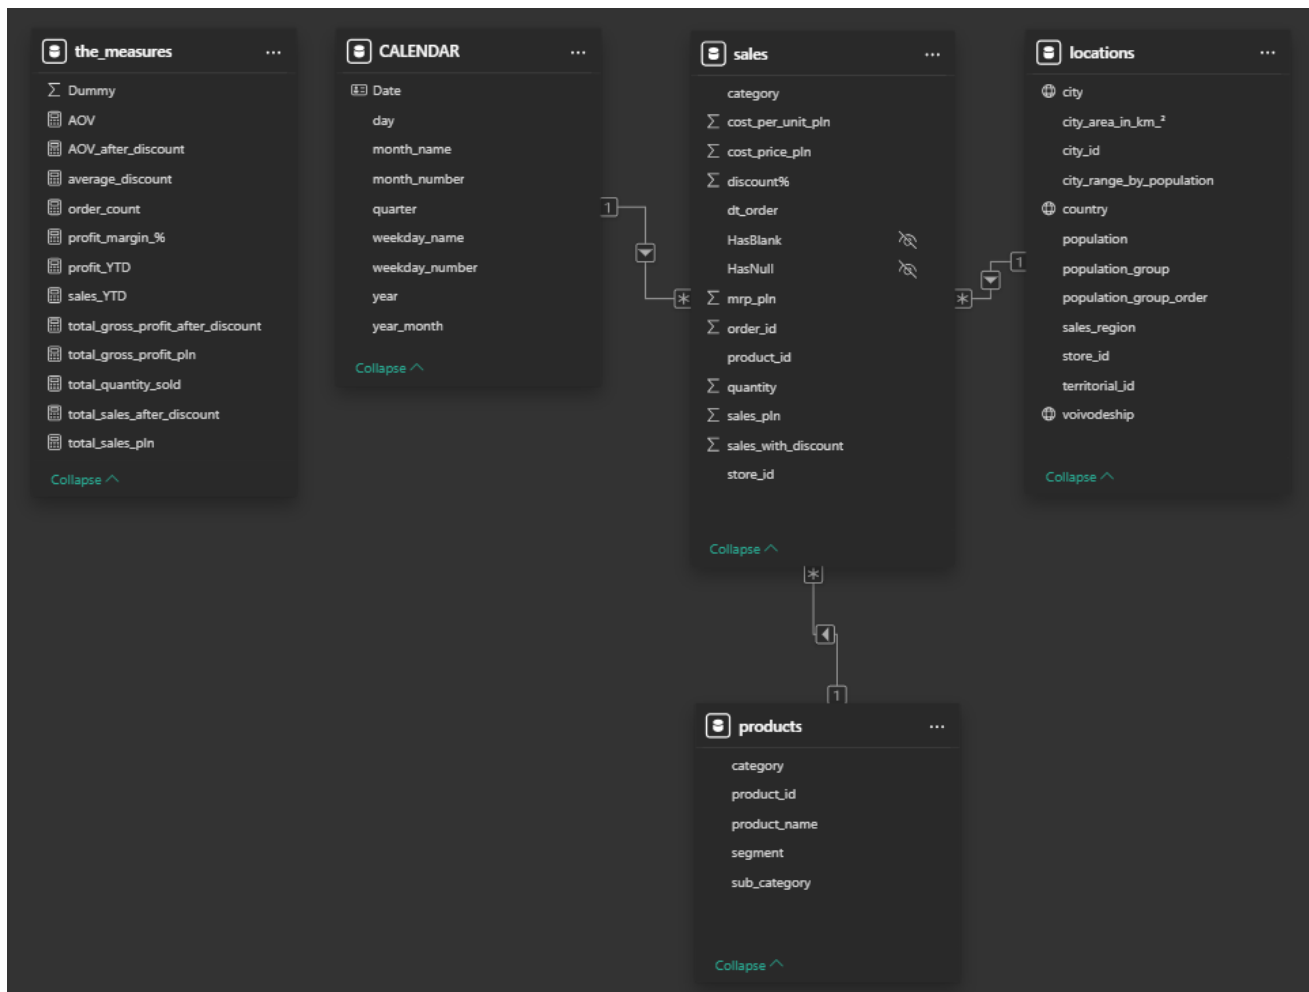 the_measures
Dummy
AOV
AOV_after_discount
average_discount
order_count
profit_margin_%
profit_YTD
sales_YTD
total_gross_profit_after_discount
total_gross_profit_pln
total_quantity_sold
total_sales_after_discount
total_sales_pln
Collapse
CALENDAR
Date
day
month_name
month_number
quarter
weekday_name
weekday_number
year
year_month
Collapse
1
*
sales
category
cost_per_unit_pln
cost_price_pln
discount%
dt_order
HasBlank
HasNull
mrp_pln
order_id
product_id
quantity
sales_pln
sales_with_discount
store_id
Collapse
*
1
locations
city
city_area_in_km_²
city_id
city_range_by_population
country
population
population_group
population_group_order
sales_region
store_id
territorial_id
voivodeship
Collapse
*
1
products
category
product_id
product_name
segment
sub_category
Collapse